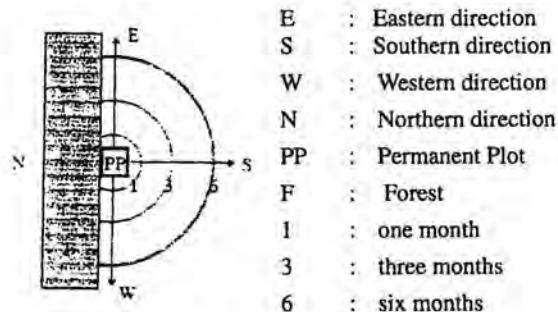 E
N
PP
1 3 6
S
W
E : Eastern direction
S : Southern direction
W : Western direction
N : Northern direction
PP : Permanent Plot
F : Forest
1 : one month
3 : three months
6 : six months